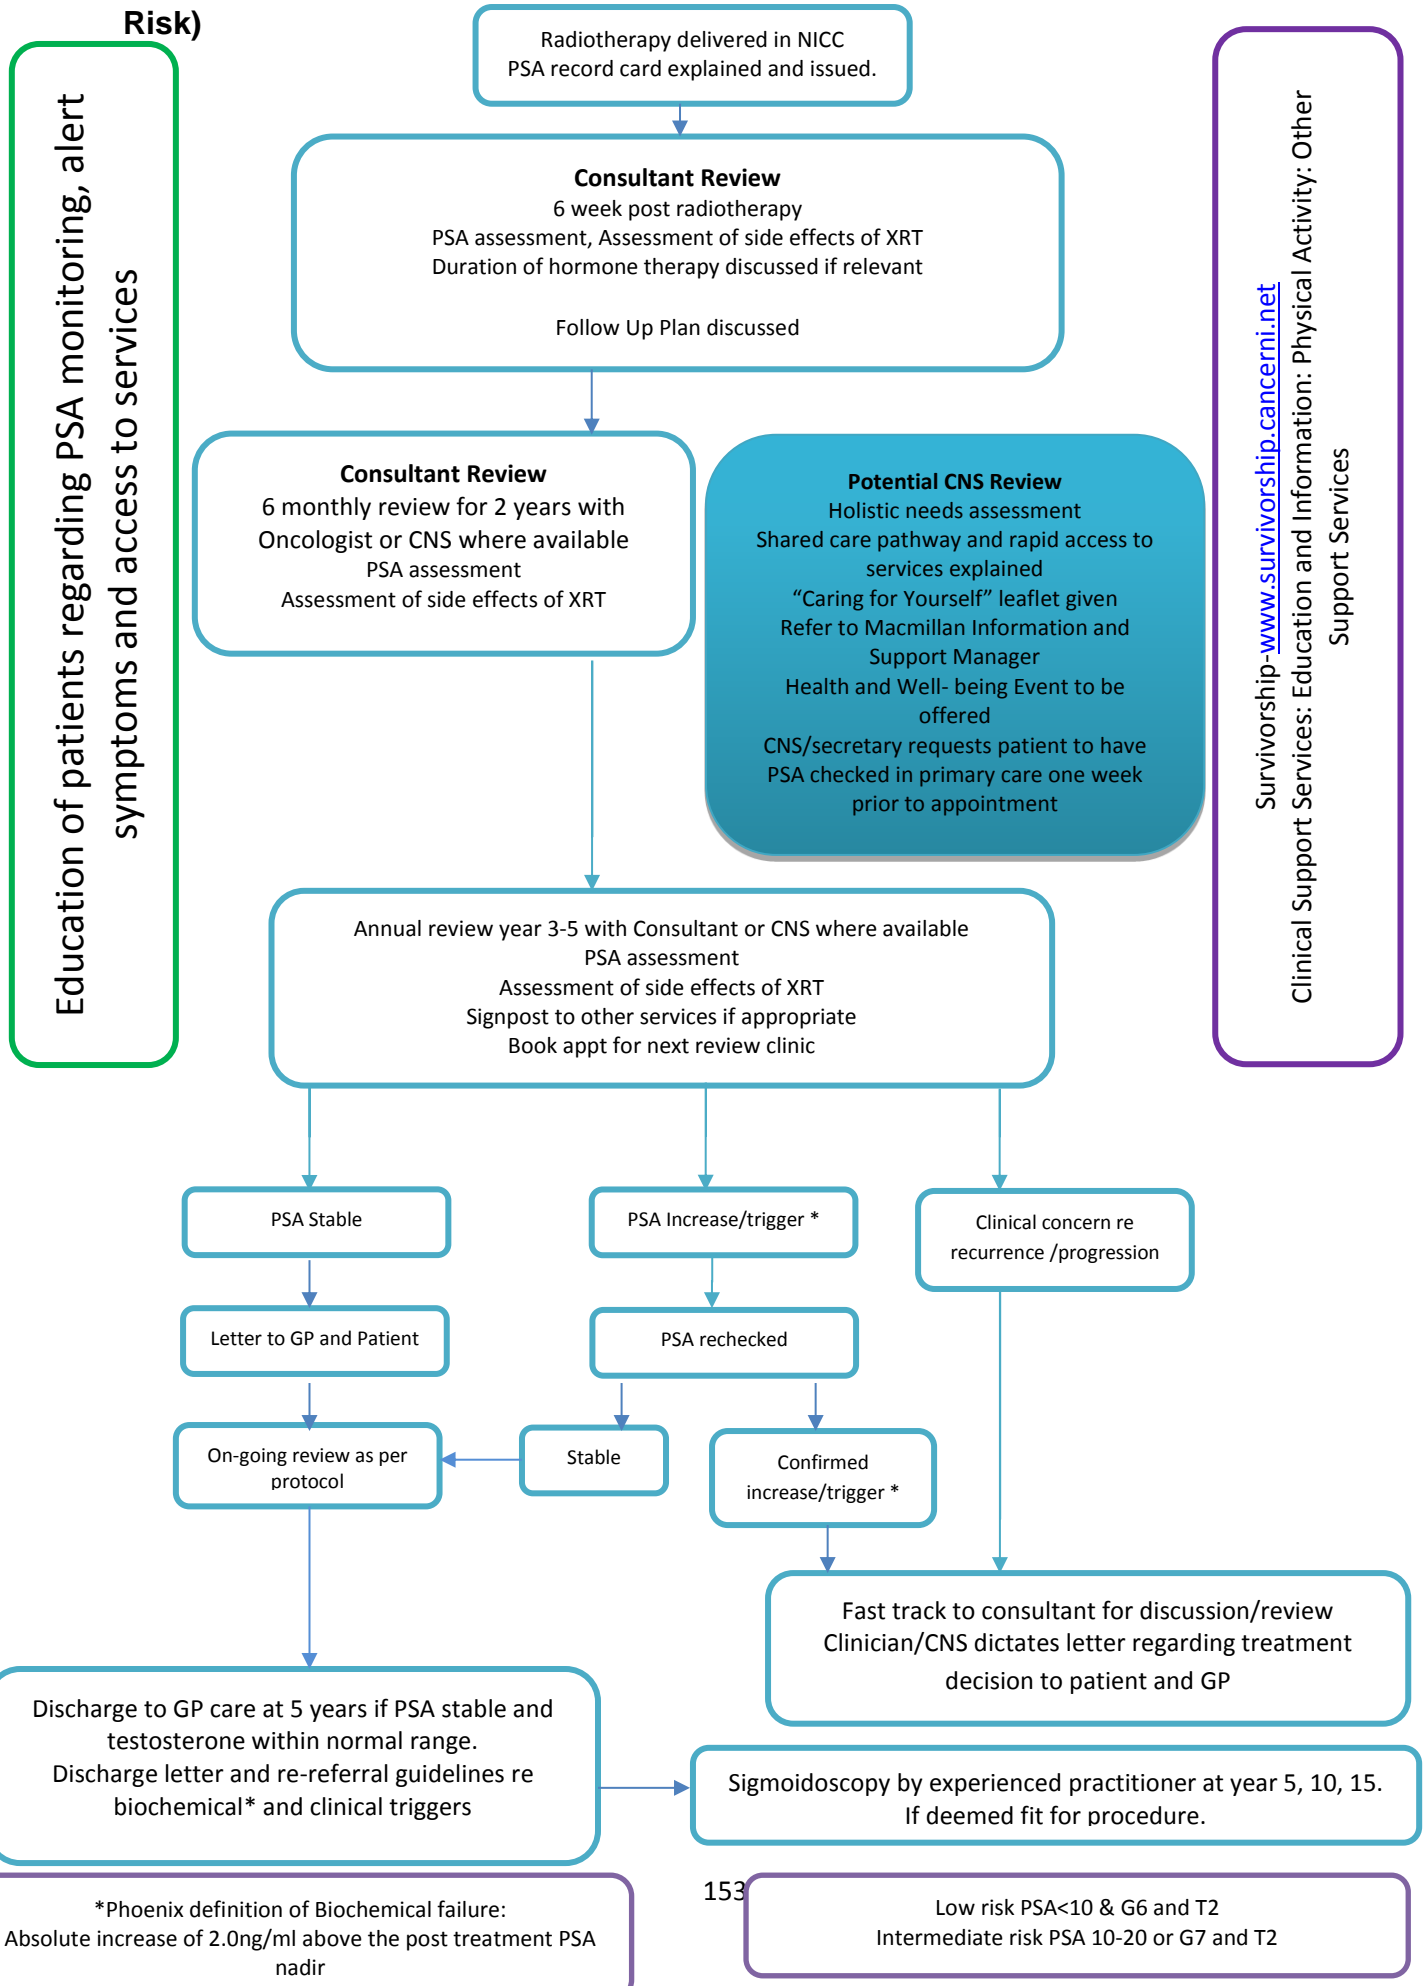 Risk)
Radiotherapy delivered in NICC
PSA record card explained and issued.
Education of patients regarding PSA monitoring, alert
symptoms and access to services
Survivorship-www.survivorship.cancerni.net
Clinical Support Services: Education and Information: Physical Activity: Other
Support Services
Consultant Review
6 week post radiotherapy
PSA assessment, Assessment of side effects of XRT
Duration of hormone therapy discussed if relevant
Follow Up Plan discussed
Consultant Review
6 monthly review for 2 years with
Oncologist or CNS where available
PSA assessment
Assessment of side effects of XRT
Potential CNS Review
Holistic needs assessment
Shared care pathway and rapid access to
services explained
“Caring for Yourself” leaflet given
Refer to Macmillan Information and
Support Manager
Health and Well- being Event to be
offered
CNS/secretary requests patient to have
PSA checked in primary care one week
prior to appointment
Annual review year 3-5 with Consultant or CNS where available
PSA assessment
Assessment of side effects of XRT
Signpost to other services if appropriate
Book appt for next review clinic
PSA Stable
PSA Increase/trigger *
Clinical concern re
recurrence /progression
Letter to GP and Patient
PSA rechecked
On-going review as per
protocol
Stable
Confirmed
increase/trigger *
Fast track to consultant for discussion/review
Clinician/CNS dictates letter regarding treatment
decision to patient and GP
Discharge to GP care at 5 years if PSA stable and
testosterone within normal range.
Discharge letter and re-referral guidelines re
biochemical* and clinical triggers
Sigmoidoscopy by experienced practitioner at year 5, 10, 15.
If deemed fit for procedure.
*Phoenix definition of Biochemical failure:
Absolute increase of 2.0ng/ml above the post treatment PSA
nadir
153
Low risk PSA<10 & G6 and T2
Intermediate risk PSA 10-20 or G7 and T2